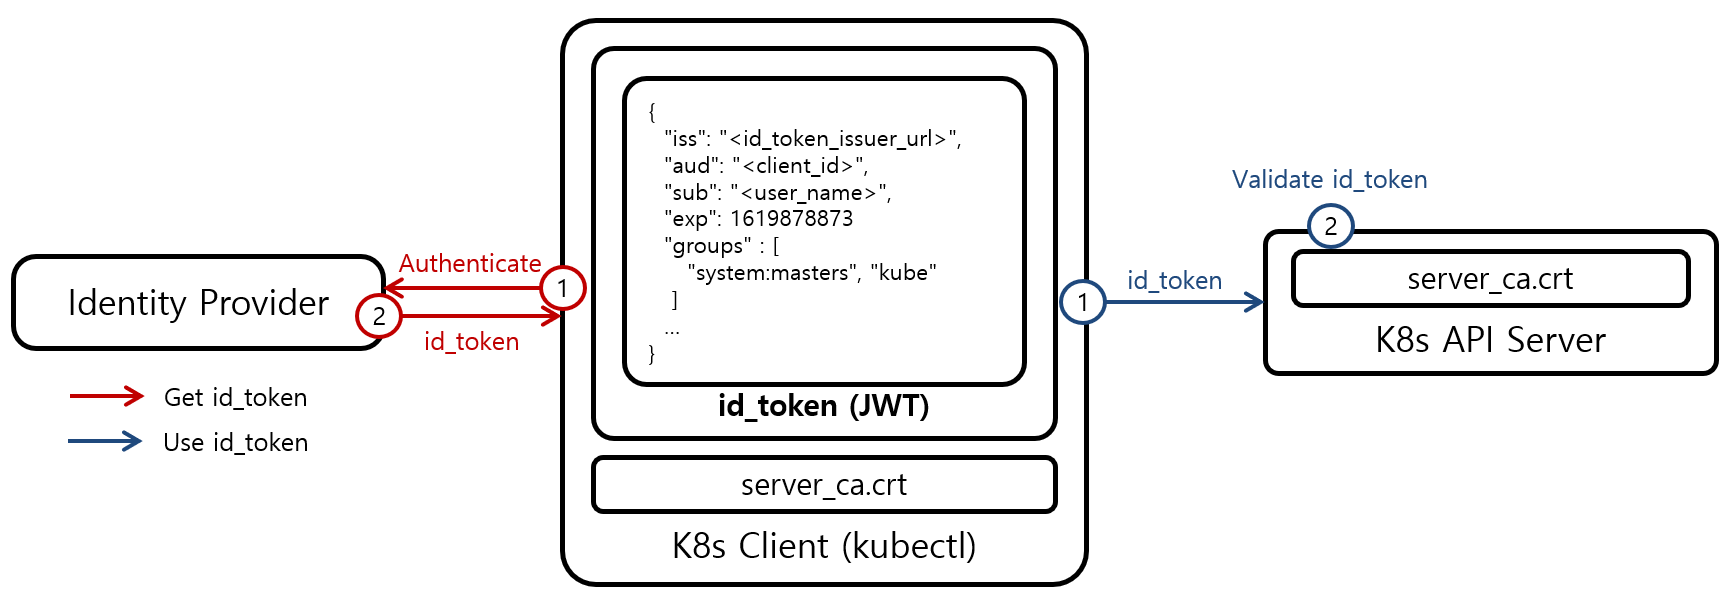 Identity Provider
Authenticate
1
2
id_token
Get id_token
Use id_token
{
"iss": "<id_token_issuer_url>",
"aud": "<client_id>",
"sub": "<user_name>",
"exp": 1619878873
"groups" : [
"system:masters", "kube"
]
...
}
id_token (JWT)
server_ca.crt
K8s Client (kubectl)
1
id_token
Validate id_token
2
server_ca.crt
K8s API Server